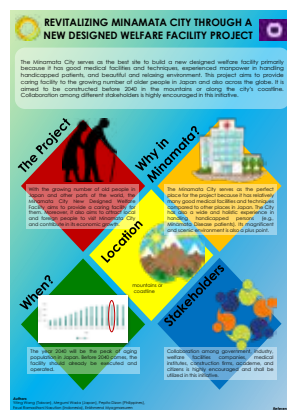 REVITALIZING MINAMATA CITY THROUGH A
NEW DESIGNED WELFARE FACILITY PROJECT
The Minamata City serves as the best site to build a new designed welfare facility primarily
because it has good medical facilities and techniques, experienced manpower in handling
handicapped patients, and beautiful and relaxing environment. This project aims to provide
caring facility to the growing number of older people in Japan and also across the globe. It is
aimed to be constructed before 2040 in the mountains or along the city's coastline.
Collaboration among different stakeholders is highly encouraged in this initiative.
The Project
With the growing number of old people in
Japan and other parts of the world, the
Minamata City New Designed Welfare
Facility aims to provide a caring facility for
them. Moreover, it also aims to attract local
and foreign people to visit Minamata City
and contribute in its economic growth.
Why in
Minamata?
The Minamata City serves as the perfect
place for the project because it has relatively
many good medical facilities and techniques
compared to other places in Japan. The City
has also a wide and holistic experience in
handling handicapped persons (e.g.,
Minamata Disease patients). Its magnificent
and scenic environment is also a plus point.
Location
mountains or
coastline
When?
The year 2040 will be the peak of aging
population in Japan. Before 2040 comes, the
facility should already be executed and
operated.
Stakeholders
Collaboration among government, industry,
welfare facilities companies, medical
institutions, construction firms, academe, and
citizens is highly encouraged and shall be
utilized in this initiative.
Authors